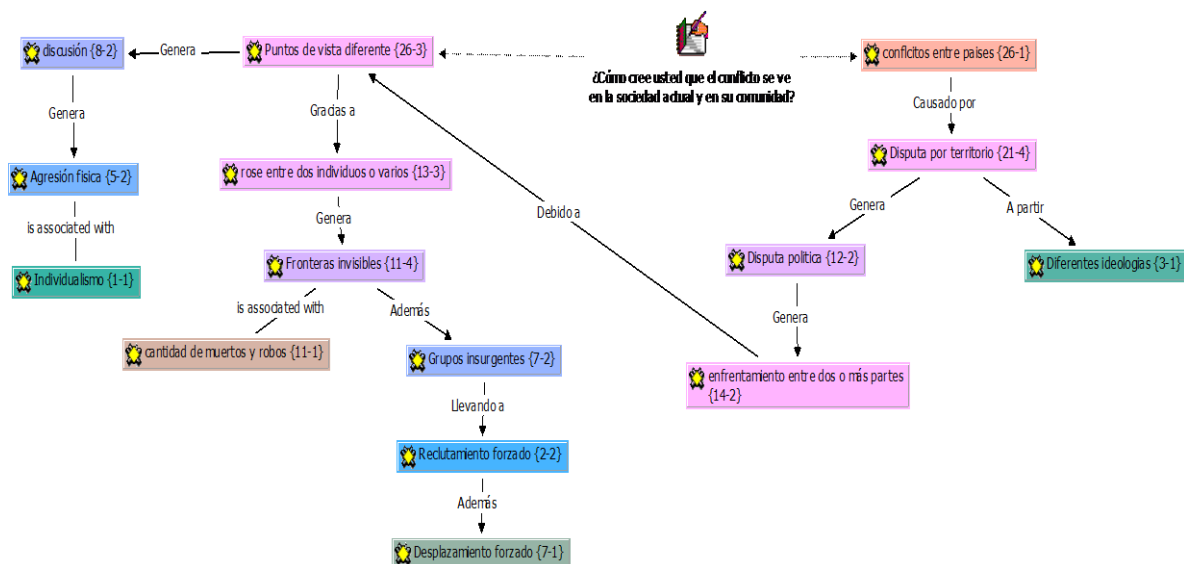 discusión {8-2}
Genera
Puntos de vista diferente {26-3}
¿Cómo cree usted que el conflicto se ve
en la sociedad actual y en su comunidad?
conflcitos entre paises {26-1}
Genera
Gracias a
Causado por
Agresión fisica {5-2}
rose entre dos individuos o varios {13-3}
Disputa por territorio {21-4}
is associated with
Genera
Debido a
Genera
A partir
Individualismo {1-1}
Fronteras invisibles {11-4}
Disputa politica {12-2}
Diferentes ideologias {3-1}
is associated with
Además
Genera
cantidad de muertos y robos {11-1}
Grupos insurgentes {7-2}
enfrentamiento entre dos o más partes
{14-2}
Llevando a
Reclutamiento forzado {2-2}
Además
Desplazamiento forzado {7-1}